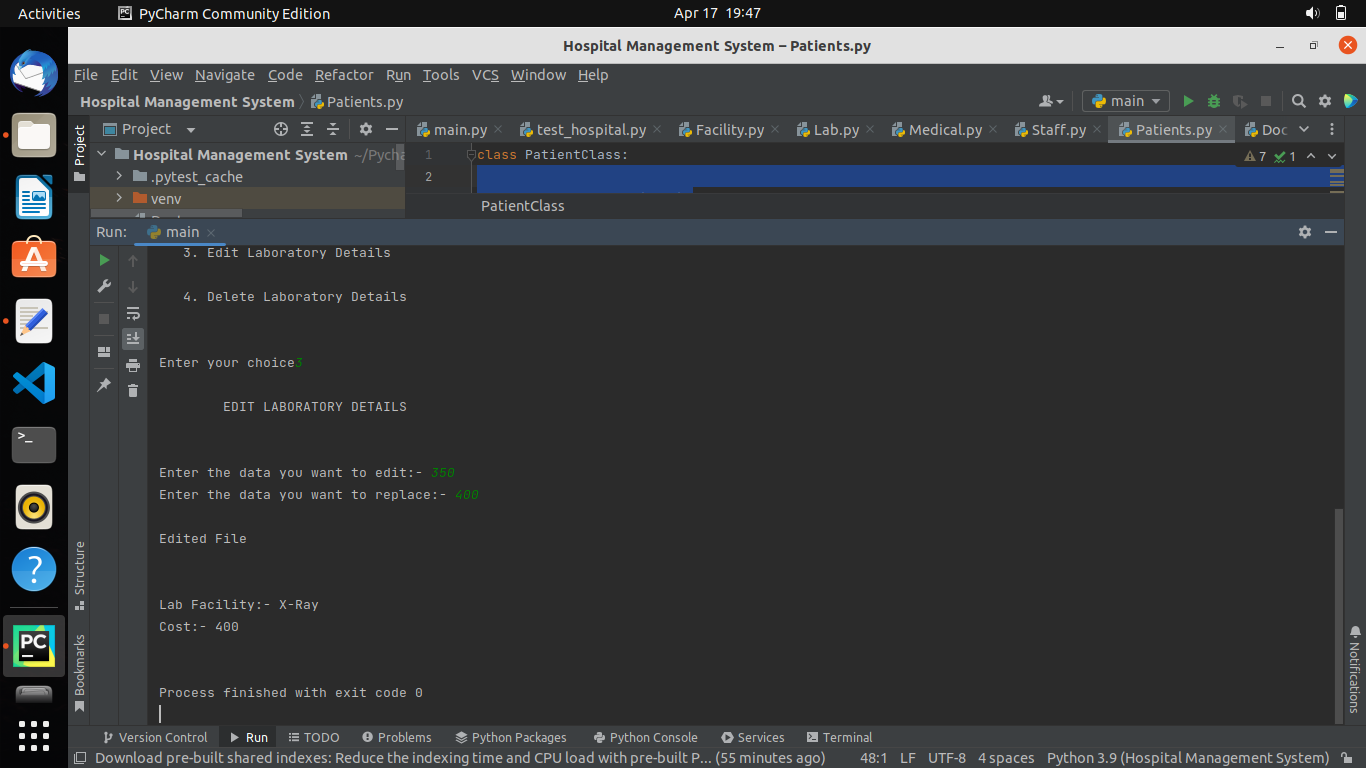 Activities PyCharm Community Edition Apr 17 19:47
Hospital Management System – Patients.py
File Edit View Navigate Code Refactor Run Tools VCS Window Help
Hospital Management System Patients.py main
Project main.py test_hospital.py Facility.py Lab.py Medical.py Staff.py Patients.py Doc
Project
Hospital Management System ~/Pycha
.pytest_cache
venv
1 class PatientClass:
2
7 1
PatientClass
Run: main
3. Edit Laboratory Details
4. Delete Laboratory Details
Enter your choice3
EDIT LABORATORY DETAILS
Enter the data you want to edit:- 350
Enter the data you want to replace:- 400
Edited File
Lab Facility:- X-Ray
Cost:- 400
Process finished with exit code 0
Structure
Bookmarks
Notifications
Version Control Run TODO Problems Python Packages Python Console Services Terminal
Download pre-built shared indexes: Reduce the indexing time and CPU load with pre-built P... (55 minutes ago) 48:1 LF UTF-8 4 spaces Python 3.9 (Hospital Management System)